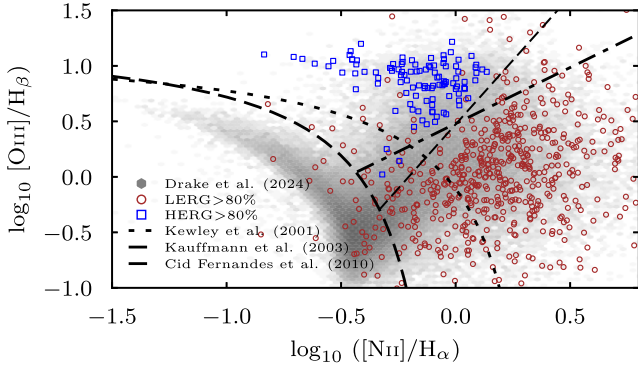 1.5
1.0
0.5
0.0
−0.5
−1.0
log₁₀ [OIII]/Hβ)
Drake et al. (2024)
LERG>80%
HERG>80%
Kewley et al. (2001)
Kauffmann et al. (2003)
Cid Fernandes et al. (2010)
−1.5 −1.0 −0.5 0.0 0.5
log₁₀ ([NII]/Hα)